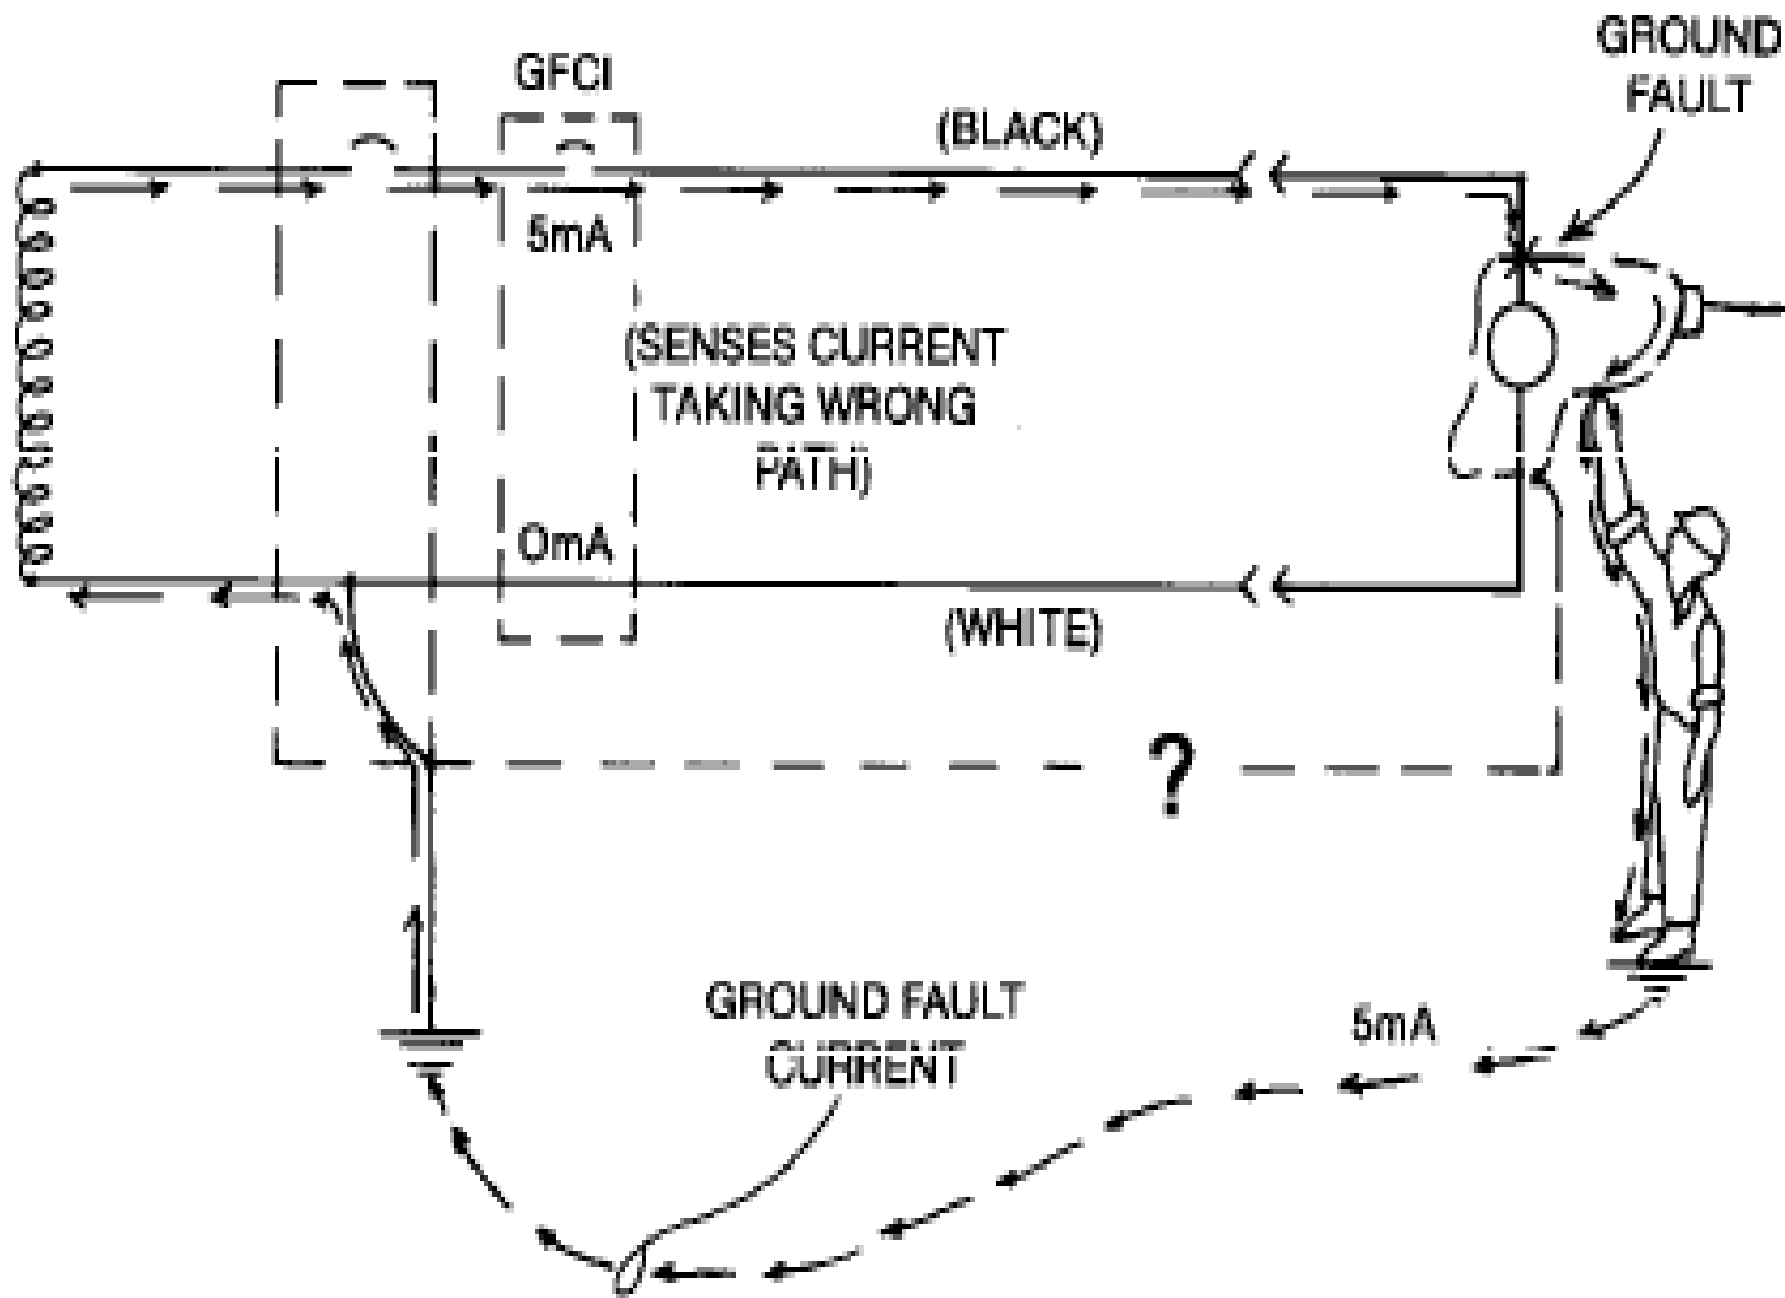 GROUND
FAULT
GFCI
(BLACK)
5mA
(SENSES CURRENT
TAKING WRONG
PATH)
0mA
(WHITE)
?
GROUND FAULT
CURRENT
5mA